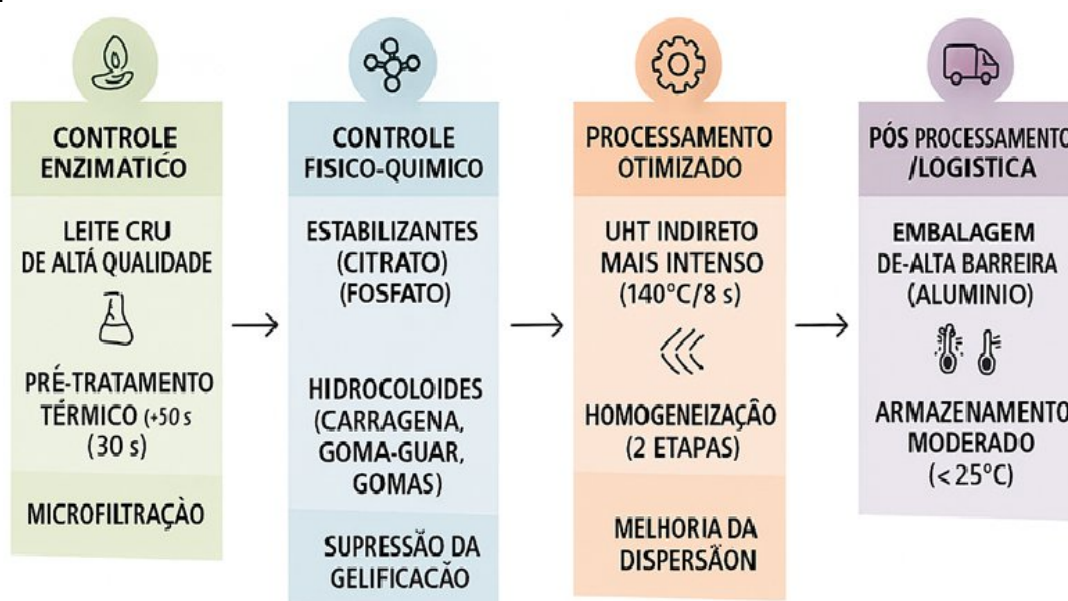 CONTROLE
ENZIMATICO
LEITE CRU
DE ALTÁ QUALIDADE
PRÉ-TRATAMENTO
TÉRMICO (+50 s
(30 s)
MICROFILTRAÇÀO
CONTROLE
FISICO-QUIMICO
ESTABILIZANTES
(CITRATO)
(FOSFATO)
HIDROCOLOIDES
(CARRAGENA,
GOMA-GUAR,
GOMAS)
SUPRESSÃO DA
GELIFICACĂO
PROCESSAMENTO
OTIMIZADO
UHT INDIRETO
MAIS INTENSO
(140°C/8 s)
HOMOGENEIZAÇÃO
(2 ETAPAS)
MELHORIA DA
DISPERSÃON
PÓS PROCESSAMENTO
/LOGISTICA
EMBALAGEM
DE-ALTA BARREIRA
(ALUMINIO)
ARMAZENAMENTO
MODERADO
(< 25°C)